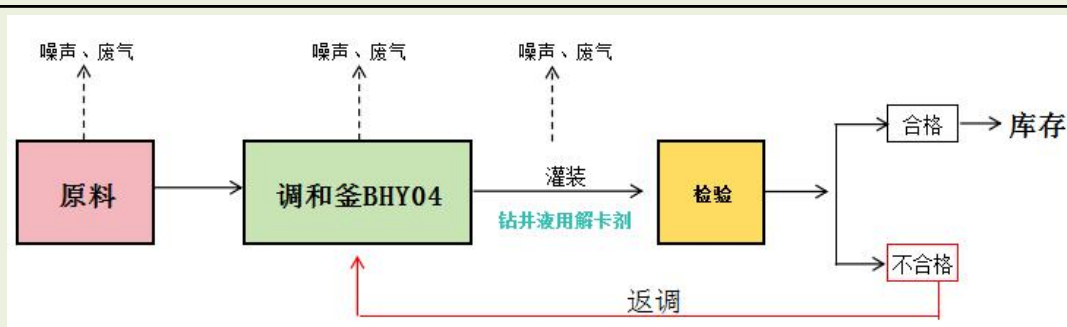 噪声、废气
噪声、废气
噪声、废气
原料
调和釜BHY04
灌装
钻井液用解卡剂
检验
合格
库存
不合格
返调